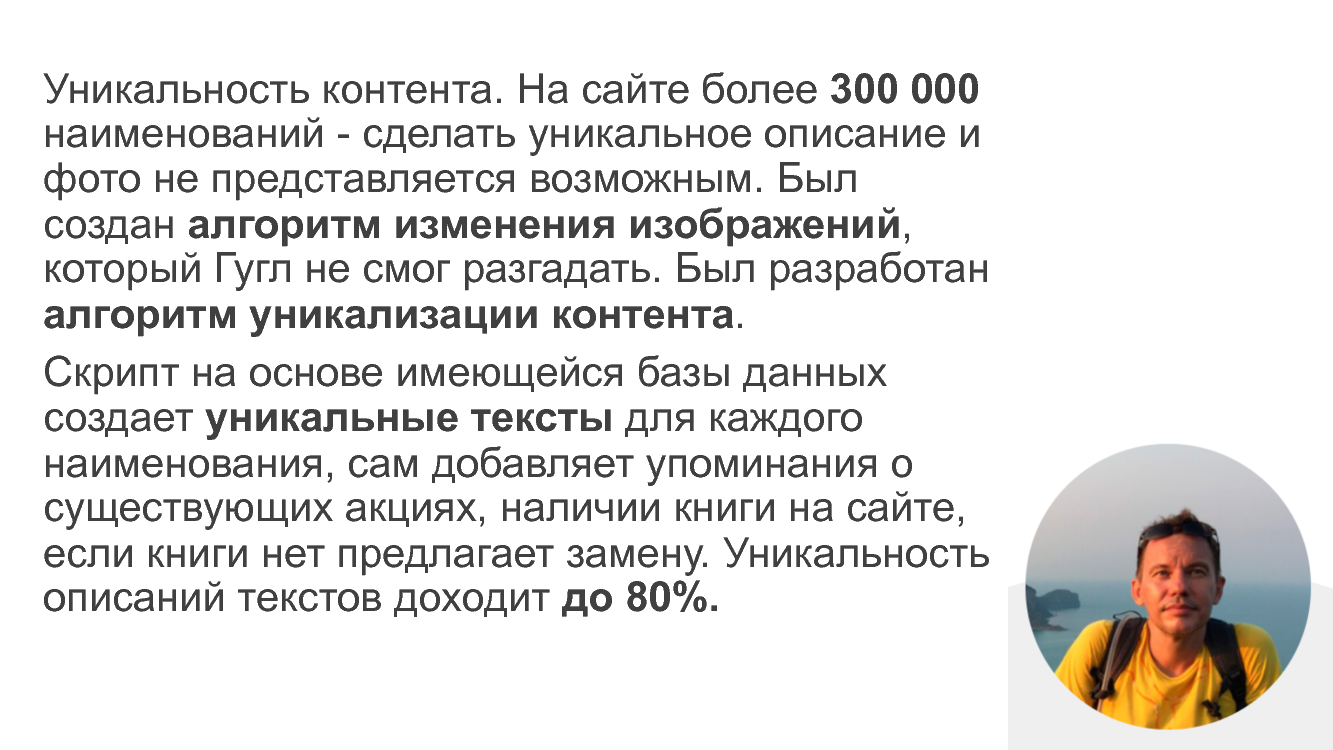 Уникальность контента. На сайте более 300 000
наименований - сделать уникальное описание и
фото не представляется возможным. Был
создан алгоритм изменения изображений,
который Гугл не смог разгадать. Был разработан
алгоритм уникализации контента.
Скрипт на основе имеющейся базы данных
создает уникальные тексты для каждого
наименования, сам добавляет упоминания о
существующих акциях, наличии книги на сайте,
если книги нет предлагает замену. Уникальность
описаний текстов доходит до 80%.